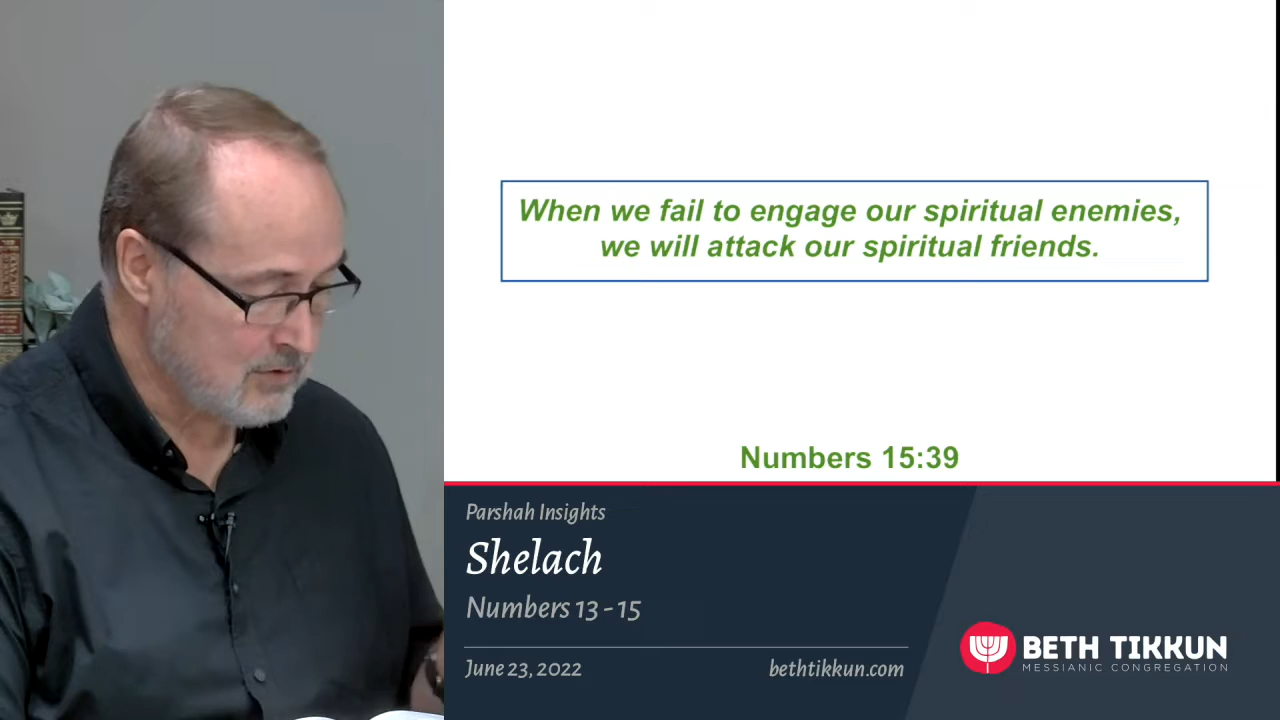 When we fail to engage our spiritual enemies,
we will attack our spiritual friends.
Numbers 15:39
Parshah Insights
Shelach
Numbers 13 - 15
June 23, 2022
bethtikkun.com
BETH TIKKUN
MESSIANIC CONGREGATION